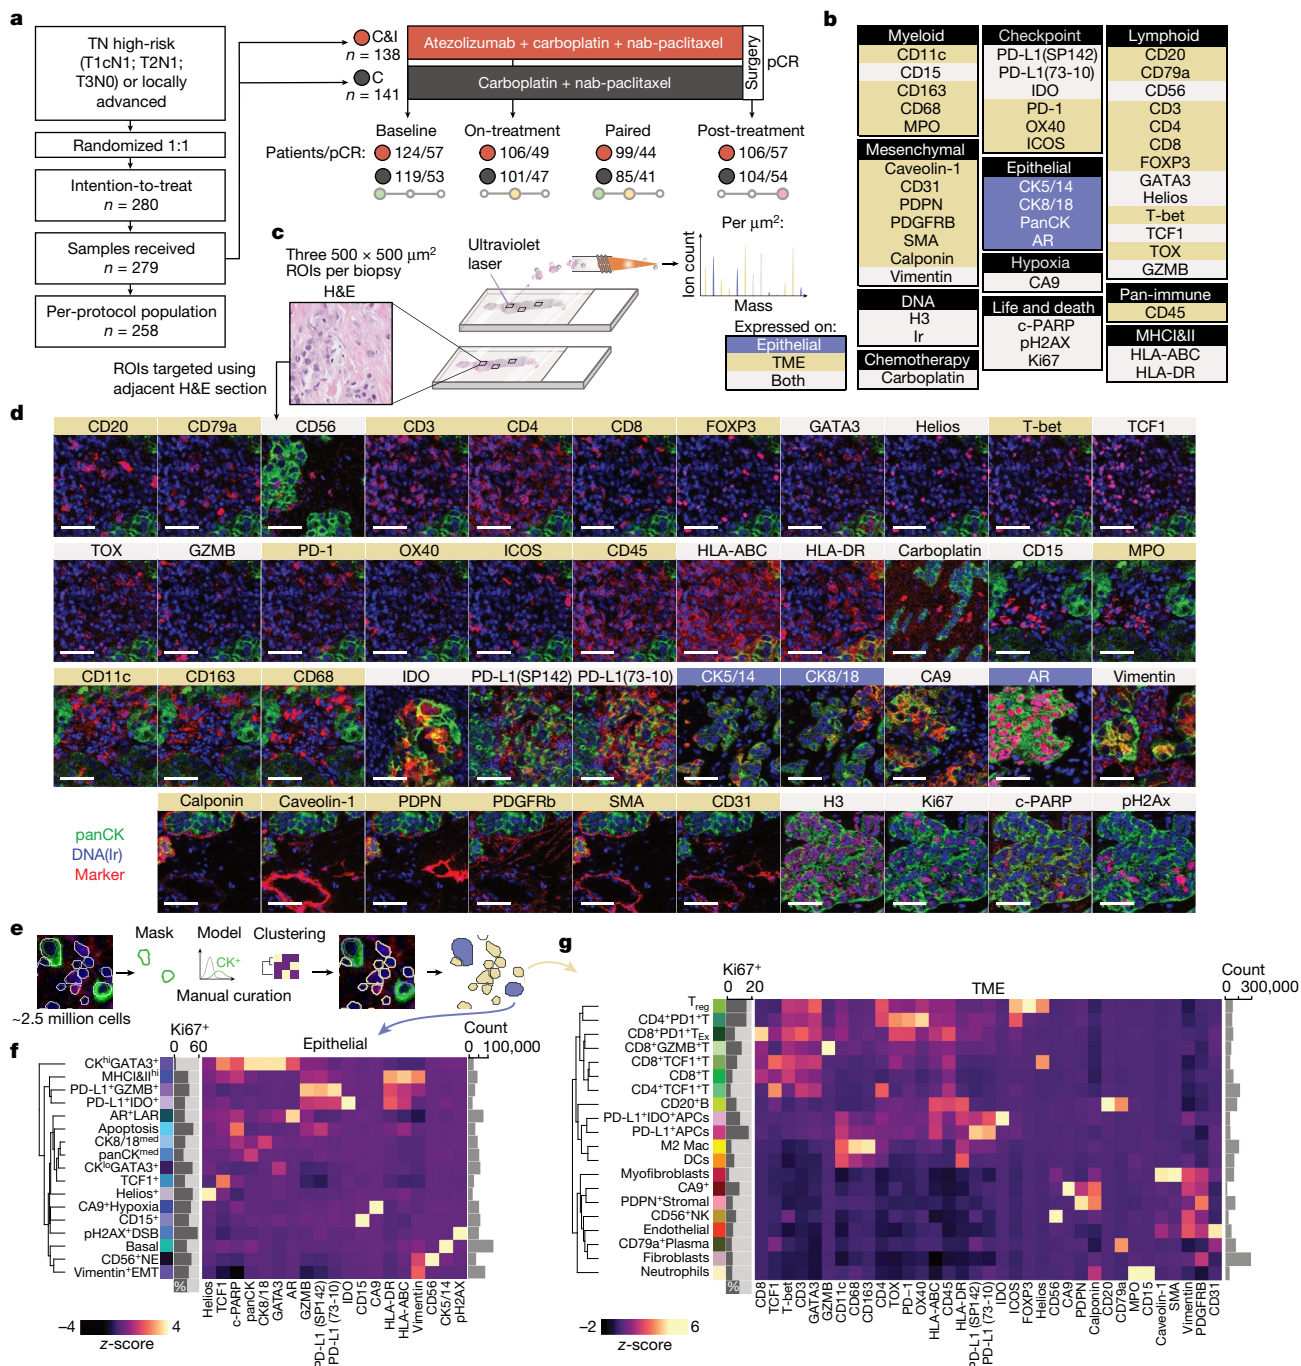 a
TN high-risk
(T1cN1; T2N1;
T3N0) or locally
advanced
Randomized 1:1
Intention-to-treat
n = 280
Samples received
n = 279
Per-protocol population
n = 258
C&I
n = 138
C
n = 141
Atezolizumab + carboplatin + nab-paclitaxel
Carboplatin + nab-paclitaxel
Surgery
pCR
Baseline
On-treatment
Paired
Post-treatment
Patients/pCR:
124/57
106/49
99/44
106/57
119/53
101/47
85/41
104/54
b
Myeloid
CD11c
CD15
CD163
CD68
MPO
Mesenchymal
Caveolin-1
CD31
PDPN
PDGFRB
SMA
Calponin
Vimentin
DNA
H3
Ir
Chemotherapy
Carboplatin
Checkpoint
PD-L1(SP142)
PD-L1(73-10)
IDO
PD-1
OX40
ICOS
Epithelial
CK5/14
CK8/18
PanCK
AR
Hypoxia
CA9
Life and death
c-PARP
pH2AX
Ki67
Lymphoid
CD20
CD79a
CD56
CD3
CD4
CD8
FOXP3
GATA3
Helios
T-bet
TCF1
TOX
GZMB
Pan-immune
CD45
MHCI&II
HLA-ABC
HLA-DR
c
Three 500 × 500 µm²
ROIs per biopsy
H&E
Ultraviolet
laser
ROIs targeted using
adjacent H&E section
Per µm²:
Ion count
Mass
Expressed on:
Epithelial
TME
Both
d
CD20 CD79a CD56 CD3 CD4 CD8 FOXP3 GATA3 Helios T-bet TCF1
TOX GZMB PD-1 OX40 ICOS CD45 HLA-ABC HLA-DR Carboplatin CD15 MPO
CD11c CD163 CD68 IDO PD-L1(SP142) PD-L1(73-10) CK5/14 CK8/18 CA9 AR Vimentin
Calponin Caveolin-1 PDPN PDGFRb SMA CD31 H3 Ki67 c-PARP pH2Ax
panCK
DNA(Ir)
Marker
e
Mask
Model
Clustering
CK⁺
Manual curation
~2.5 million cells
f
Ki67⁺
0 60
Epithelial
Count
0 100,000
CKʰⁱGATA3⁺
MHCI&IIʰⁱ
PD-L1⁺GZMB⁺
PD-L1⁺IDO⁺
AR⁺LAR
Apoptosis
CK8/18ᵐᵉᵈ
panCKᵐᵉᵈ
CKˡᵒGATA3⁺
TCF1⁺
Helios⁺
CA9⁺Hypoxia
CD15⁺
pH2AX⁺DSB
Basal
CD56⁺NE
Vimentin⁺EMT
%
Helios
TCF1
c-PARP
panCK
CK8/18
GATA3
AR
GZMB
PD-L1 (SP142)
PD-L1 (73-10)
IDO
CD15
CA9
HLA-DR
HLA-ABC
Vimentin
CD56
CK5/14
pH2AX
−4 4
z-score
g
Ki67⁺
0 20
TME
Count
0 300,000
Treg
CD4⁺PD1⁺T
CD8⁺PD1⁺TEx
CD8⁺GZMB⁺T
CD8⁺TCF1⁺T
CD8⁺T
CD4⁺TCF1⁺T
CD20⁺B
PD-L1⁺IDO⁺APCs
PD-L1⁺APCs
M2 Mac
DCs
Myofibroblasts
CA9⁺
PDPN⁺Stromal
CD56⁺NK
Endothelial
CD79a⁺Plasma
Fibroblasts
Neutrophils
%
CD8
TCF1
T-bet
CD3
GATA3
GZMB
CD11c
CD68
CD163
CD4
TOX
PD-1
OX40
HLA-ABC
CD45
HLA-DR
PD-L1 (SP142)
PD-L1 (73-10)
IDO
ICOS
FOXP3
Helios
CD56
CA9
PDPN
Calponin
CD20
CD79a
MPO
CD15
Caveolin-1
SMA
Vimentin
PDGFRB
CD31
-2 6
z-score